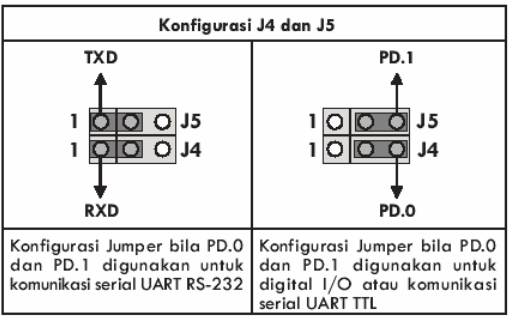 Konfigurasi J4 dan J5
TXD
1 J5
1 J4
RXD
PD.1
1 J5
1 J4
PD.0
Konfigurasi Jumper bila PD.0
dan PD.1 digunakan untuk
komunikasi serial UART RS-232
Konfigurasi Jumper bila PD.0
dan PD.1 digunakan untuk
digital I/O atau komunikasi
serial UART TTL